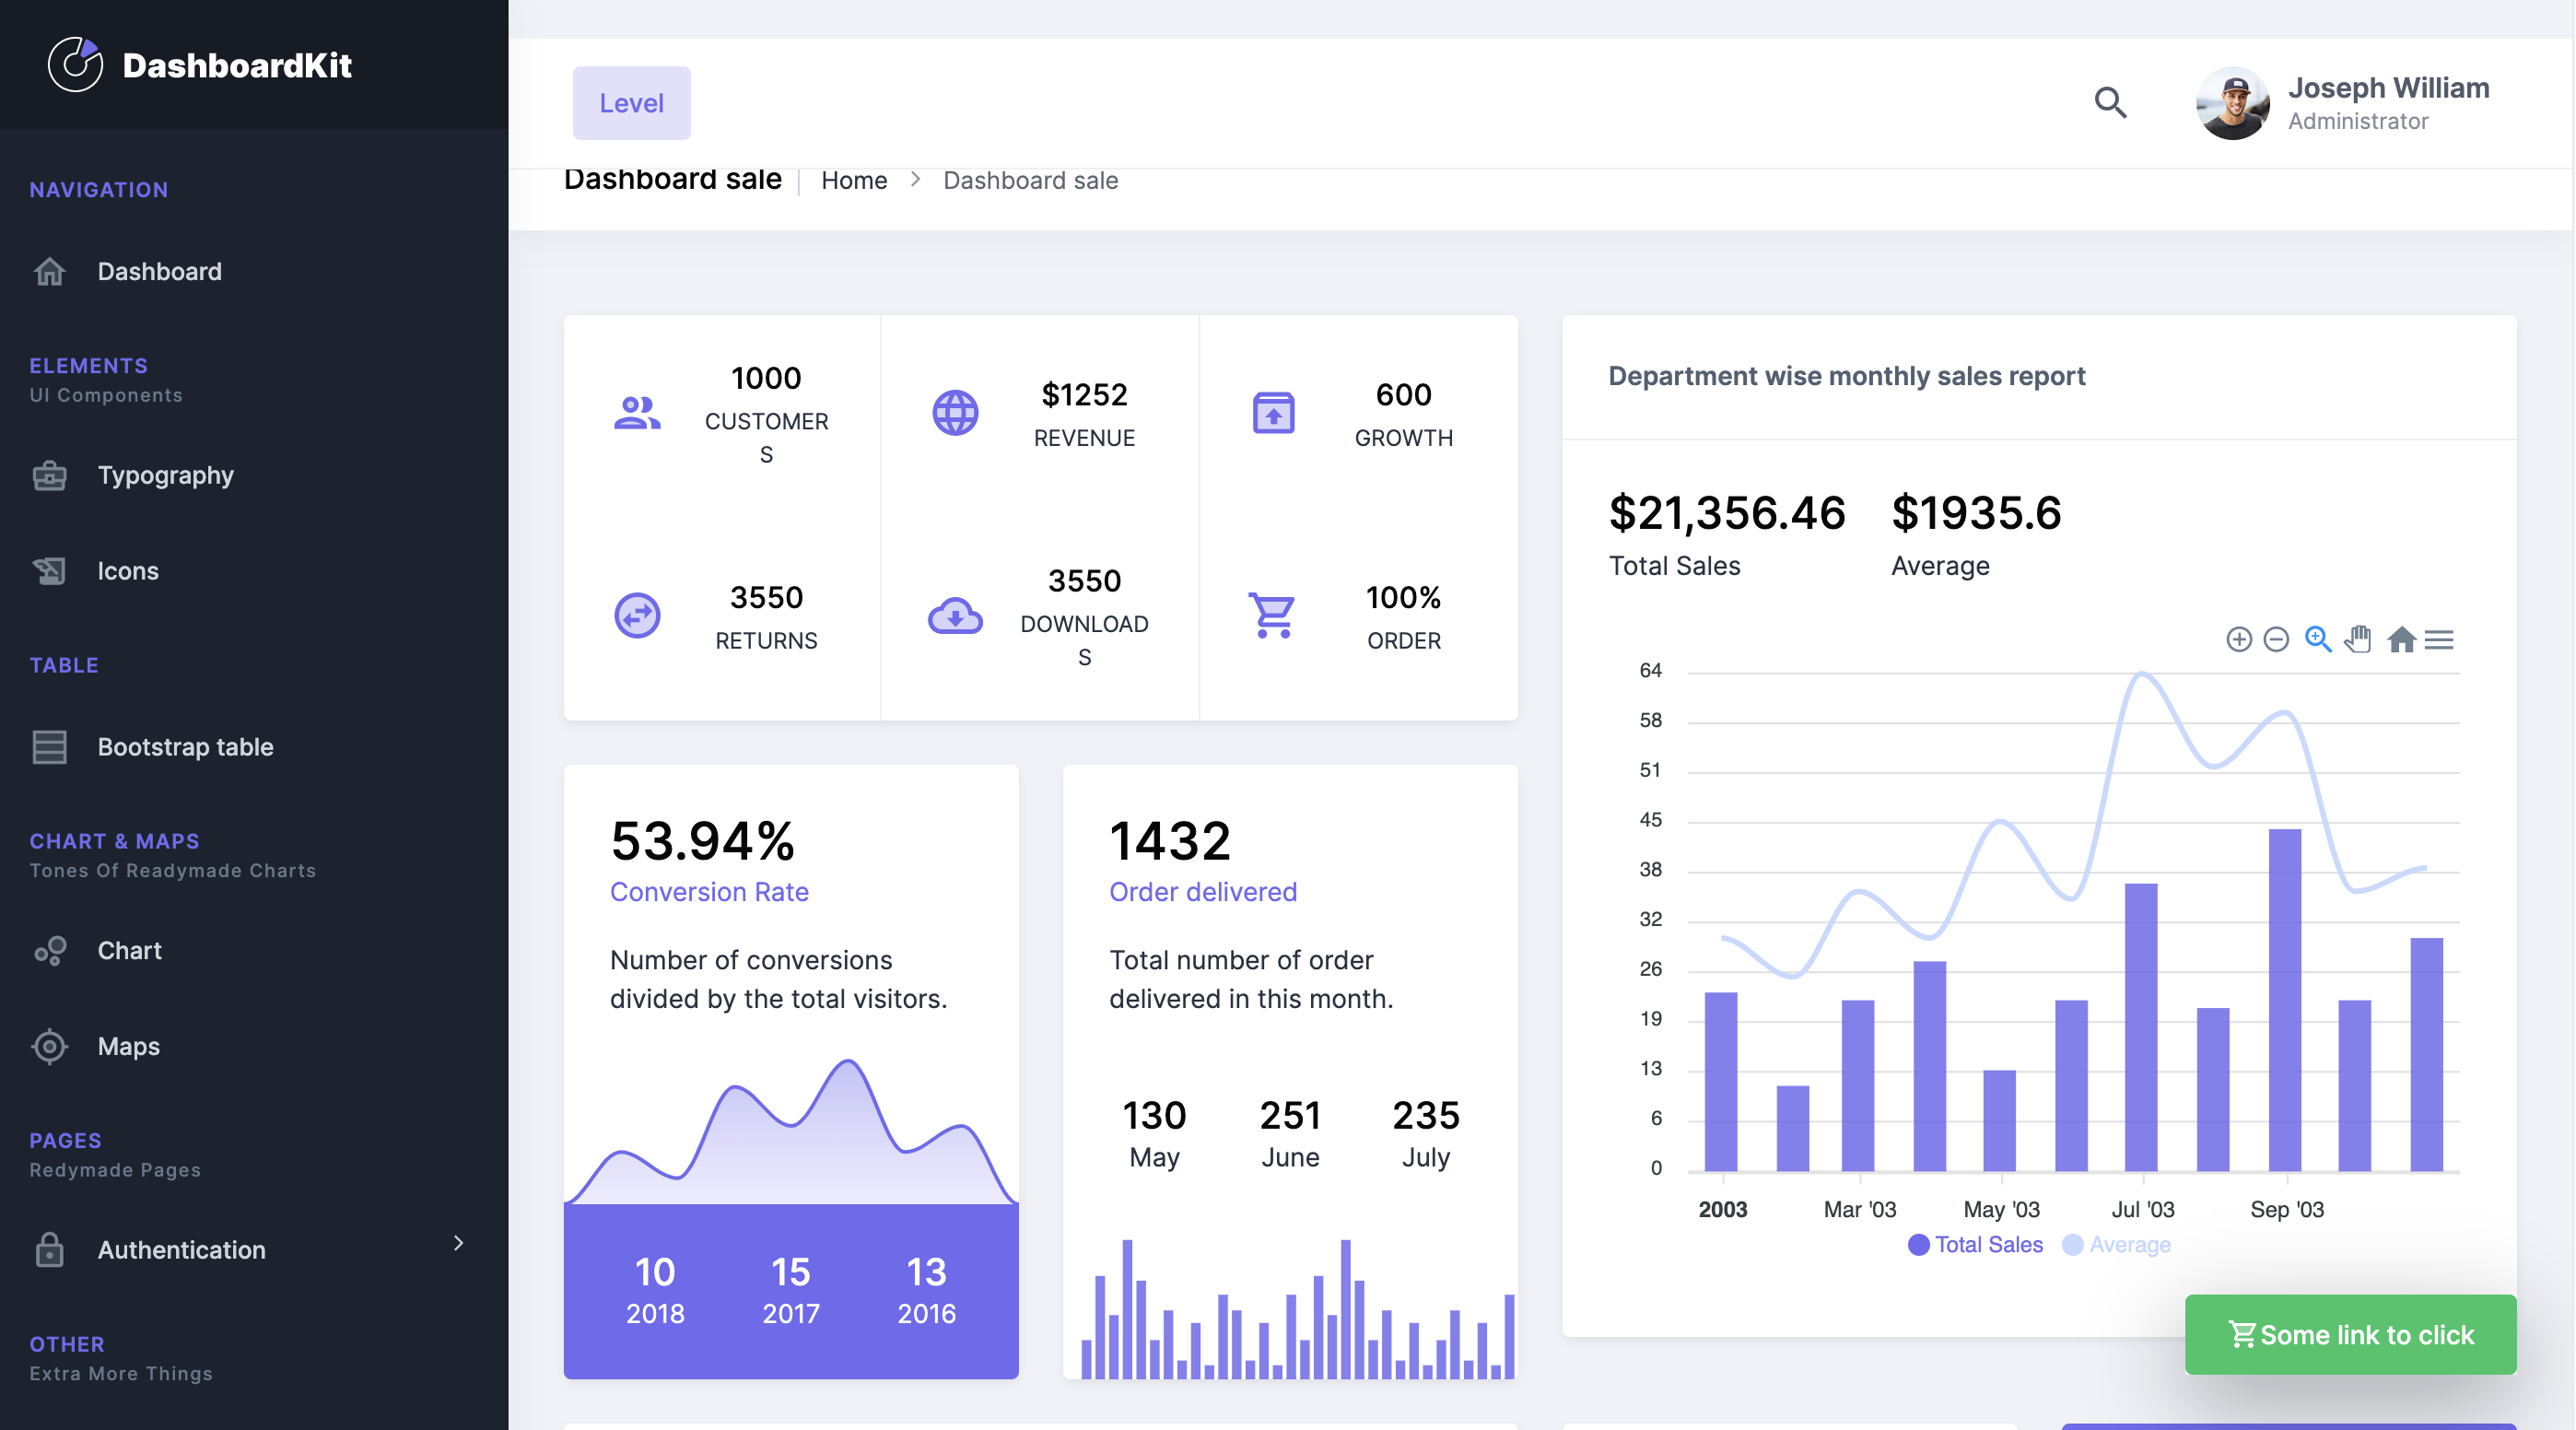 DashboardKit
NAVIGATION
Dashboard
ELEMENTS
UI Components
Typography
Icons
TABLE
Bootstrap table
CHART & MAPS
Tones Of Readymade Charts
Chart
Maps
PAGES
Redymade Pages
Authentication
OTHER
Extra More Things
Level
Joseph William
Administrator
Dashboard sale
Home
Dashboard sale
1000
CUSTOMER
S
$1252
REVENUE
600
GROWTH
3550
RETURNS
3550
DOWNLOAD
S
100%
ORDER
53.94%
Conversion Rate
Number of conversions
divided by the total visitors.
10
2018
15
2017
13
2016
1432
Order delivered
Total number of order
delivered in this month.
130
May
251
June
235
July
Department wise monthly sales report
$21,356.46
Total Sales
$1935.6
Average
64
58
51
45
38
32
26
19
13
6
0
2003
Mar '03
May '03
Jul '03
Sep '03
Total Sales
Average
Some link to click